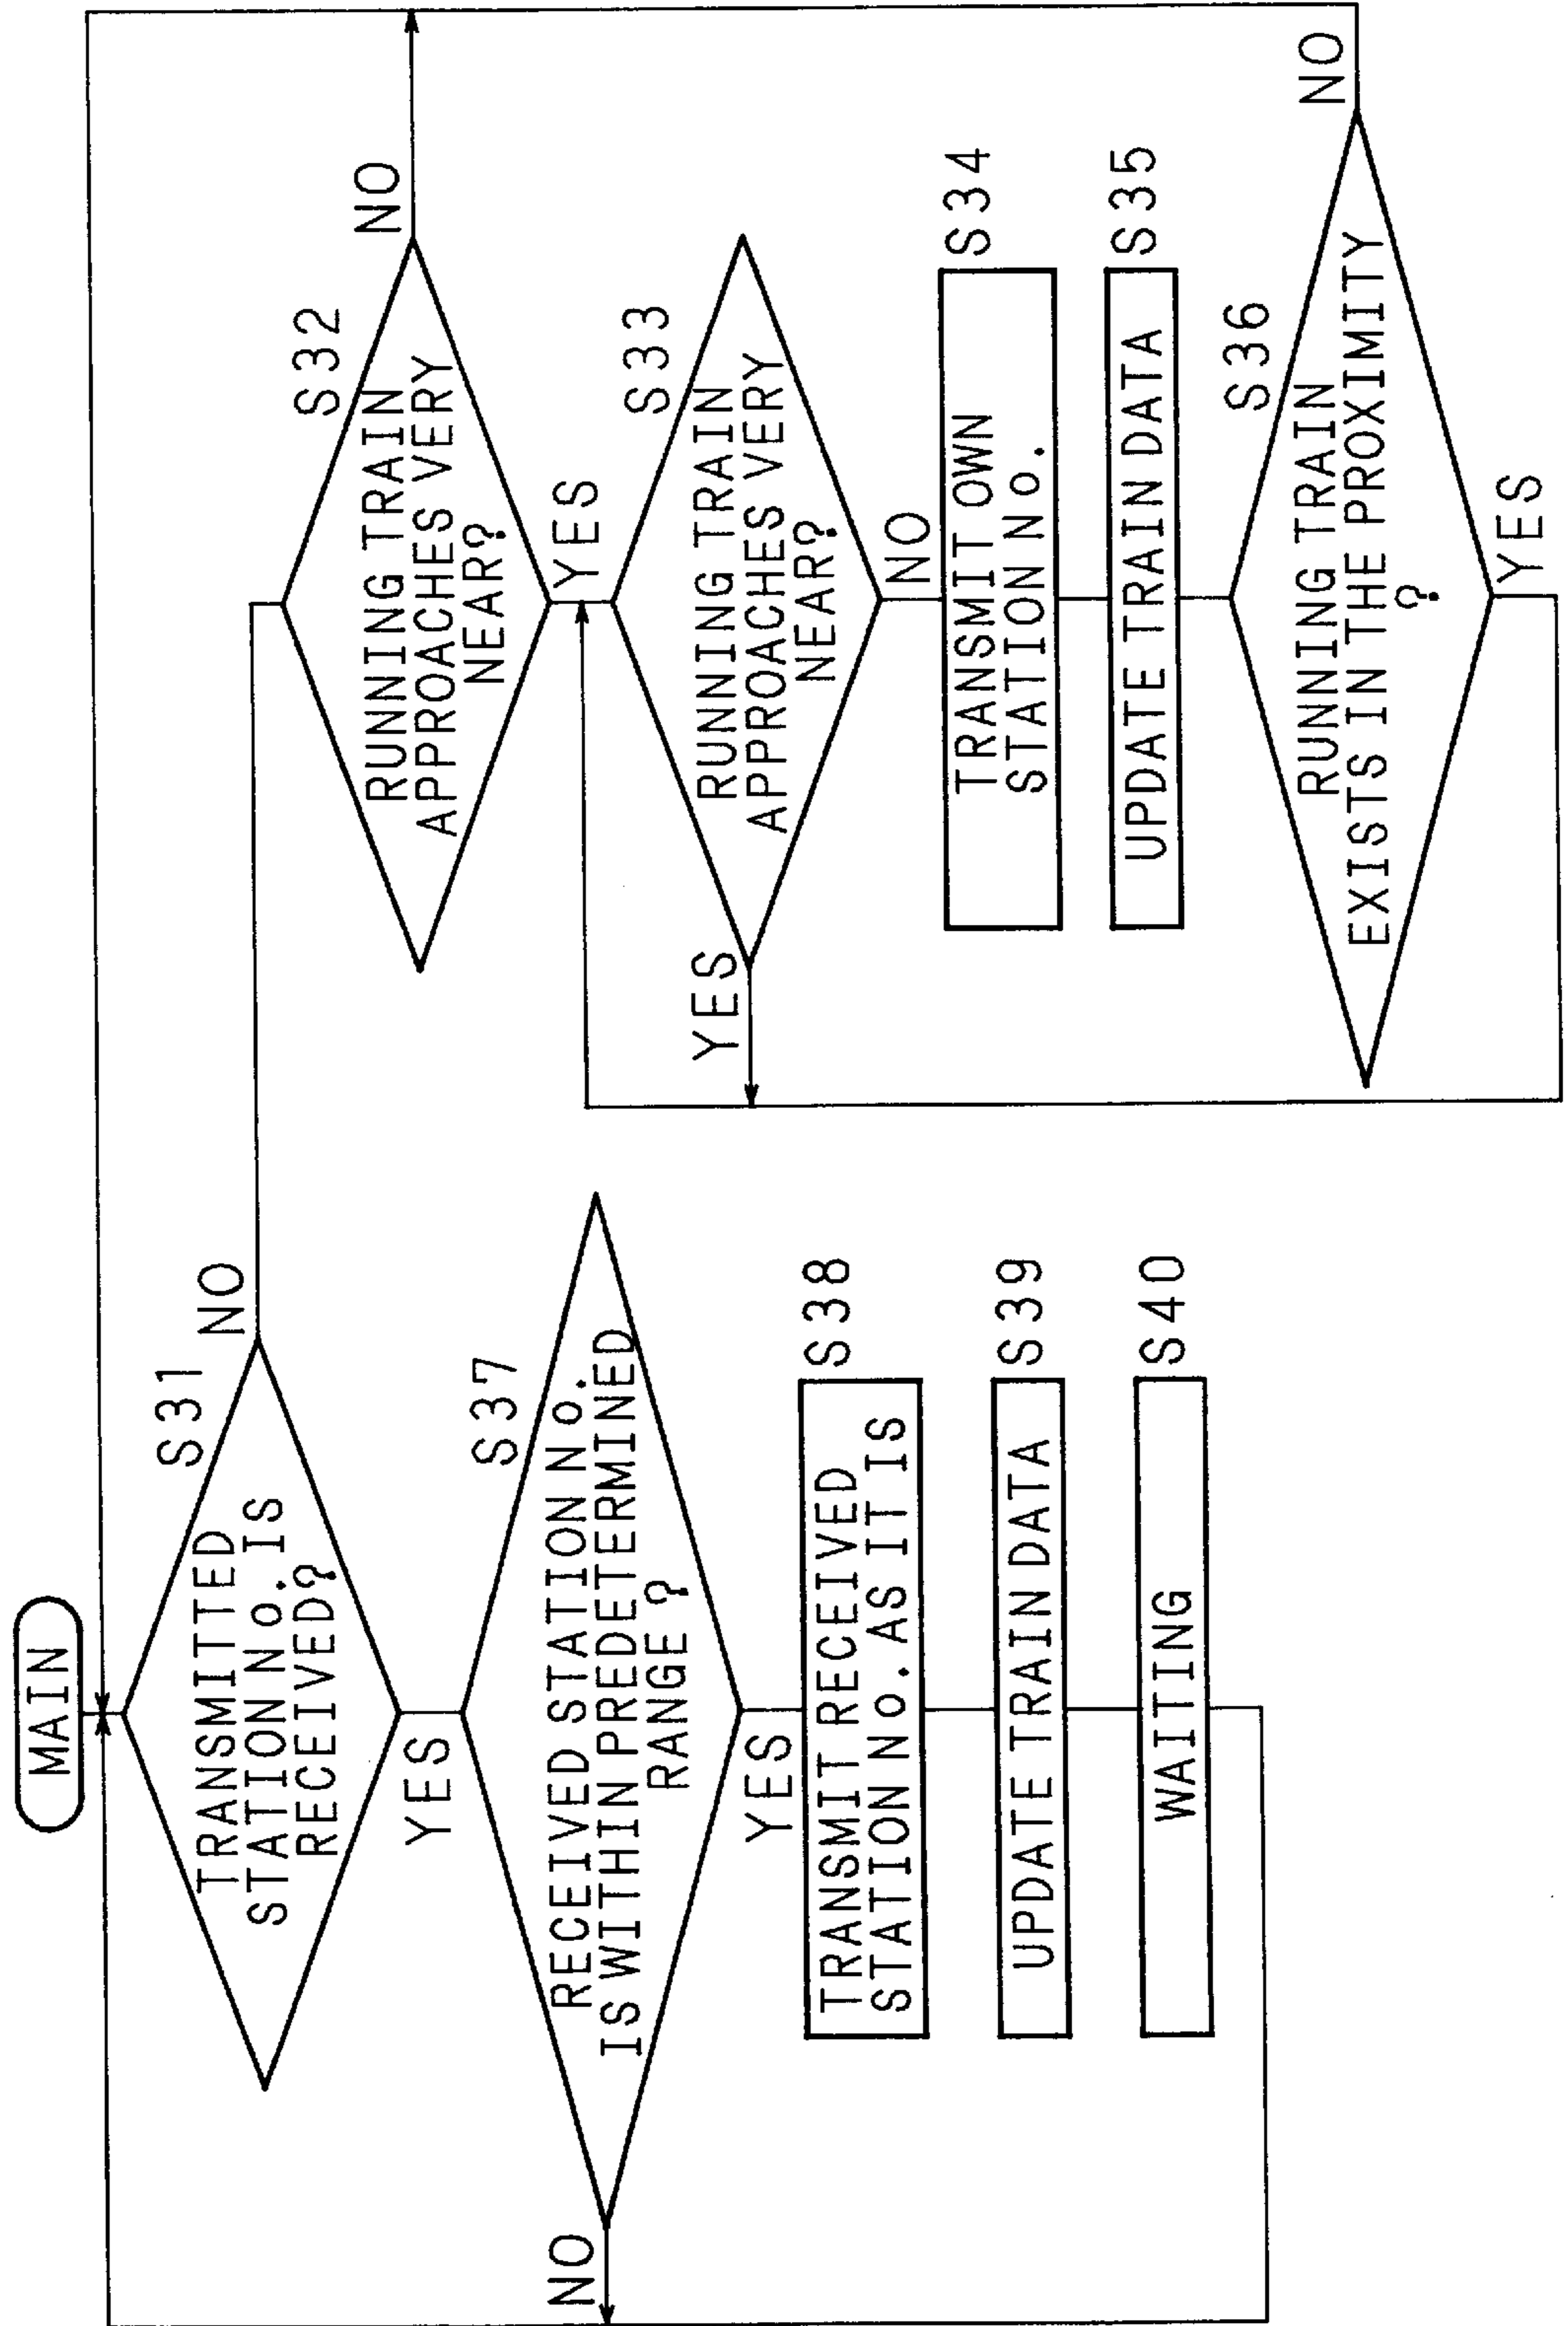 MAIN
S31
TRANSMITTED
STATION No. IS
RECEIVED?
NO
YES
S37
RECEIVED STATION No.
IS WITHIN PREDETERMINED
RANGE?
NO
YES
TRANSMIT RECEIVED
STATION No. AS IT IS
S38
UPDATE TRAIN DATA
S39
WAITING
S40
S32
RUNNING TRAIN
APPROACHES VERY
NEAR?
NO
YES
S33
RUNNING TRAIN
APPROACHES VERY
NEAR?
YES
NO
TRANSMIT OWN
STATION No.
S34
UPDATE TRAIN DATA
S35
S36
RUNNING TRAIN
EXISTS IN THE PROXIMITY
?
NO
YES